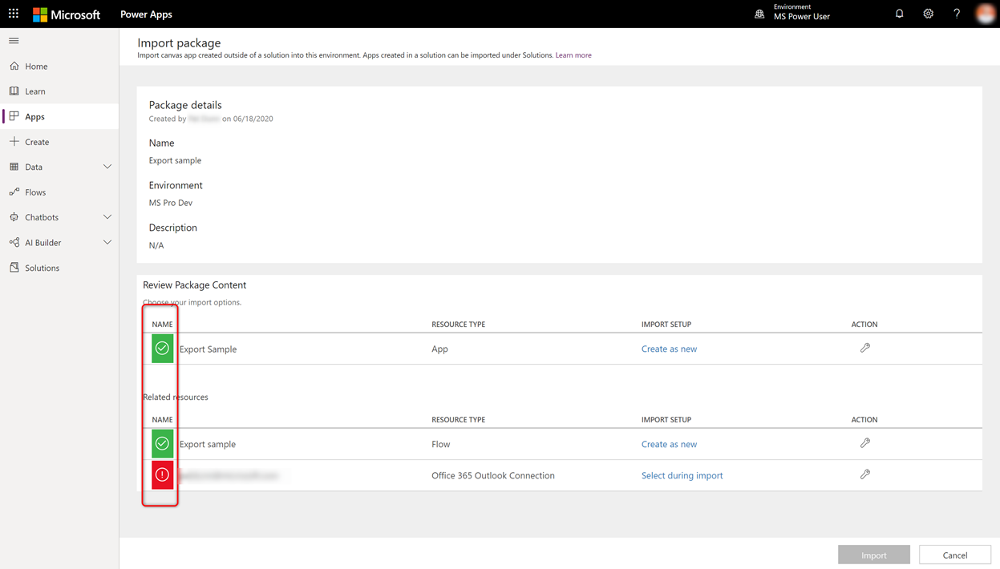 Microsoft Power Apps
Environment
MS Power User
?
Home
Learn
Apps
Create
Data
Flows
Chatbots
AI Builder
Solutions
Import package
Import canvas app created outside of a solution into this environment. Apps created in a solution can be imported under Solutions. Learn more
Package details
Created by on 06/18/2020
Name
Export sample
Environment
MS Pro Dev
Description
N/A
Review Package Content
Choose your import options.
NAME RESOURCE TYPE IMPORT SETUP ACTION
Export Sample App Create as new
Related resources
NAME RESOURCE TYPE IMPORT SETUP ACTION
Export sample Flow Create as new
Office 365 Outlook Connection Select during import
Import Cancel